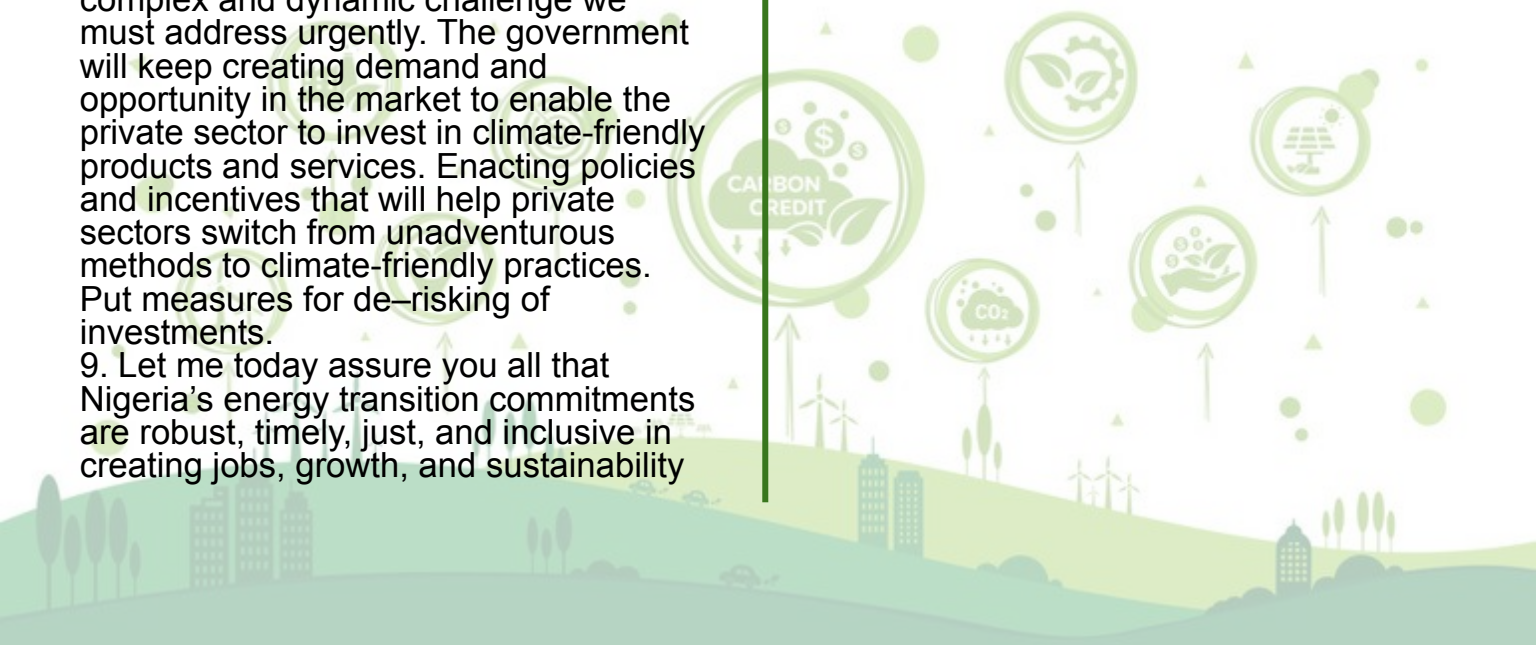 complex and dynamic challenge we
must address urgently. The government
will keep creating demand and
opportunity in the market to enable the
private sector to invest in climate-friendly
products and services. Enacting policies
and incentives that will help private
sectors switch from unadventurous
methods to climate-friendly practices.
Put measures for de–risking of
investments.
9. Let me today assure you all that
Nigeria’s energy transition commitments
are robust, timely, just, and inclusive in
creating jobs, growth, and sustainability
$
$
$
CARBON
CREDIT
CO₂
$
$
$